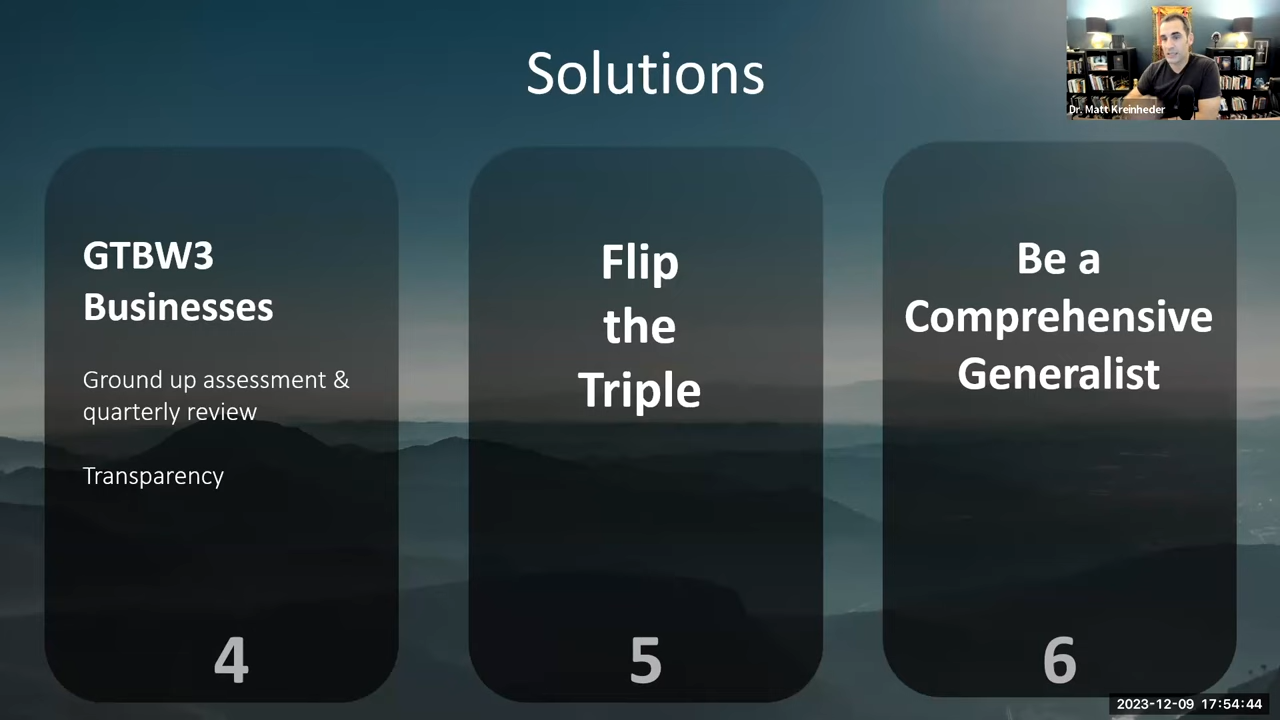 Solutions
Dr. Matt Kreinheder
GTBW3
Businesses
Ground up assessment &
quarterly review
Transparency
4
Flip
the
Triple
5
Be a
Comprehensive
Generalist
6
2023-12-09 17:54:44